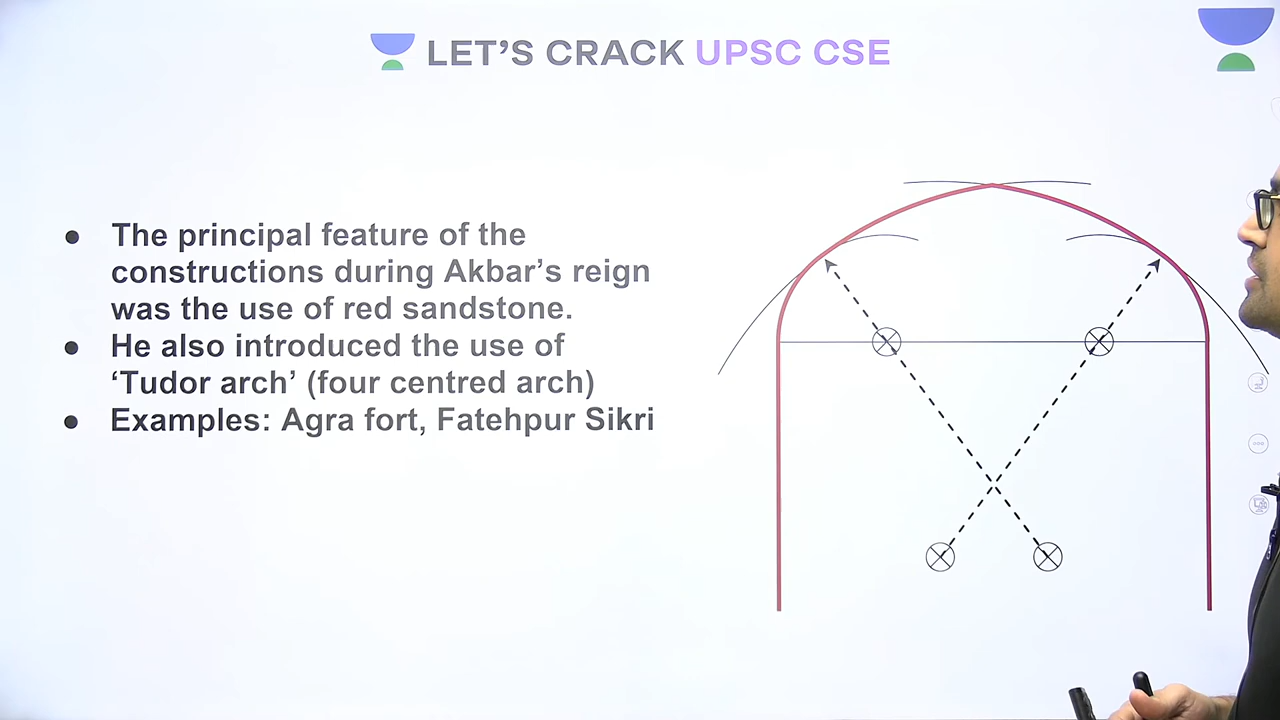 LET'S CRACK UPSC CSE
● The principal feature of the
constructions during Akbar's reign
was the use of red sandstone.
● He also introduced the use of
'Tudor arch' (four centred arch)
● Examples: Agra fort, Fatehpur Sikri